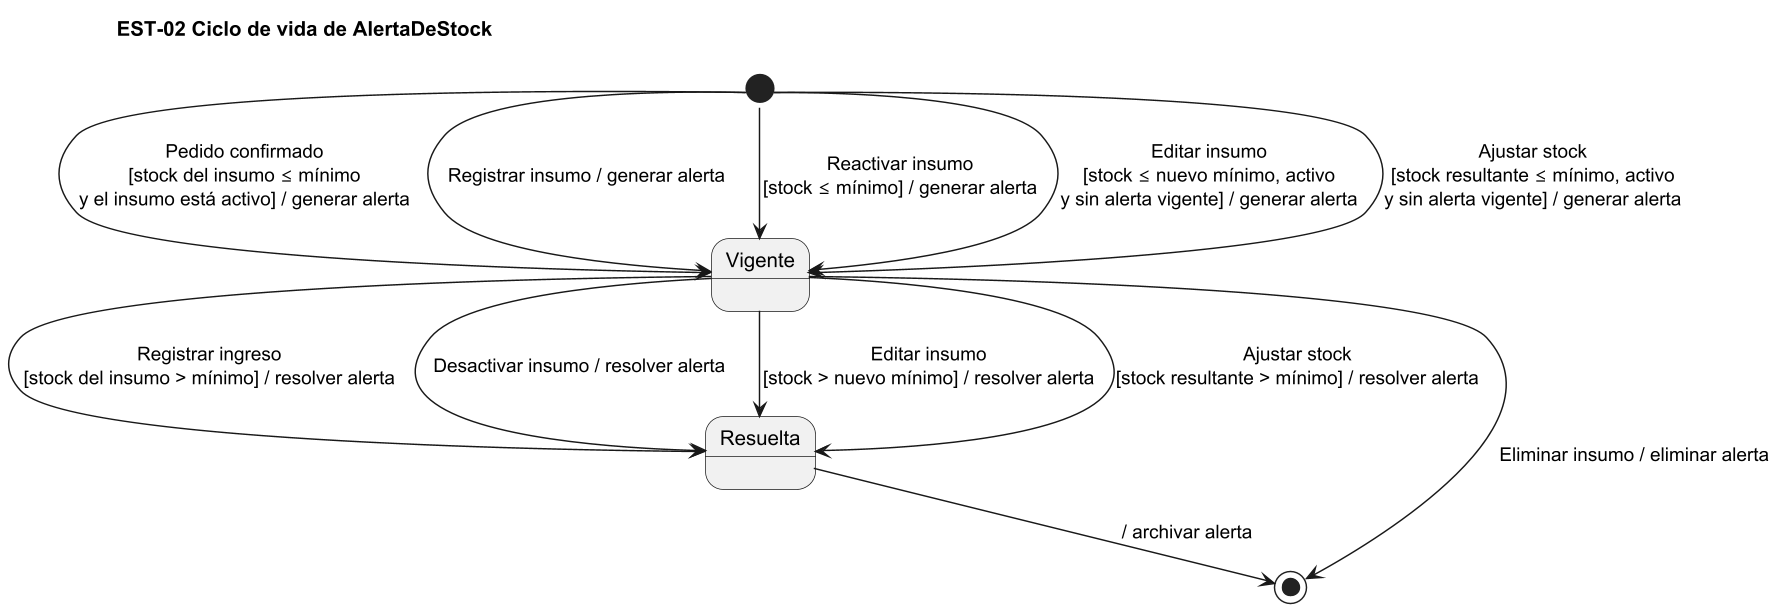 EST-02 Ciclo de vida de AlertaDeStock
Pedido confirmado
[stock del insumo ≤ mínimo
y el insumo está activo] / generar alerta
Registrar insumo / generar alerta
Reactivar insumo
[stock ≤ mínimo] / generar alerta
Editar insumo
[stock ≤ nuevo mínimo, activo
y sin alerta vigente] / generar alerta
Ajustar stock
[stock resultante ≤ mínimo, activo
y sin alerta vigente] / generar alerta
Vigente
Registrar ingreso
[stock del insumo > mínimo] / resolver alerta
Desactivar insumo / resolver alerta
Editar insumo
[stock > nuevo mínimo] / resolver alerta
Ajustar stock
[stock resultante > mínimo] / resolver alerta
Resuelta
Eliminar insumo / eliminar alerta
/ archivar alerta